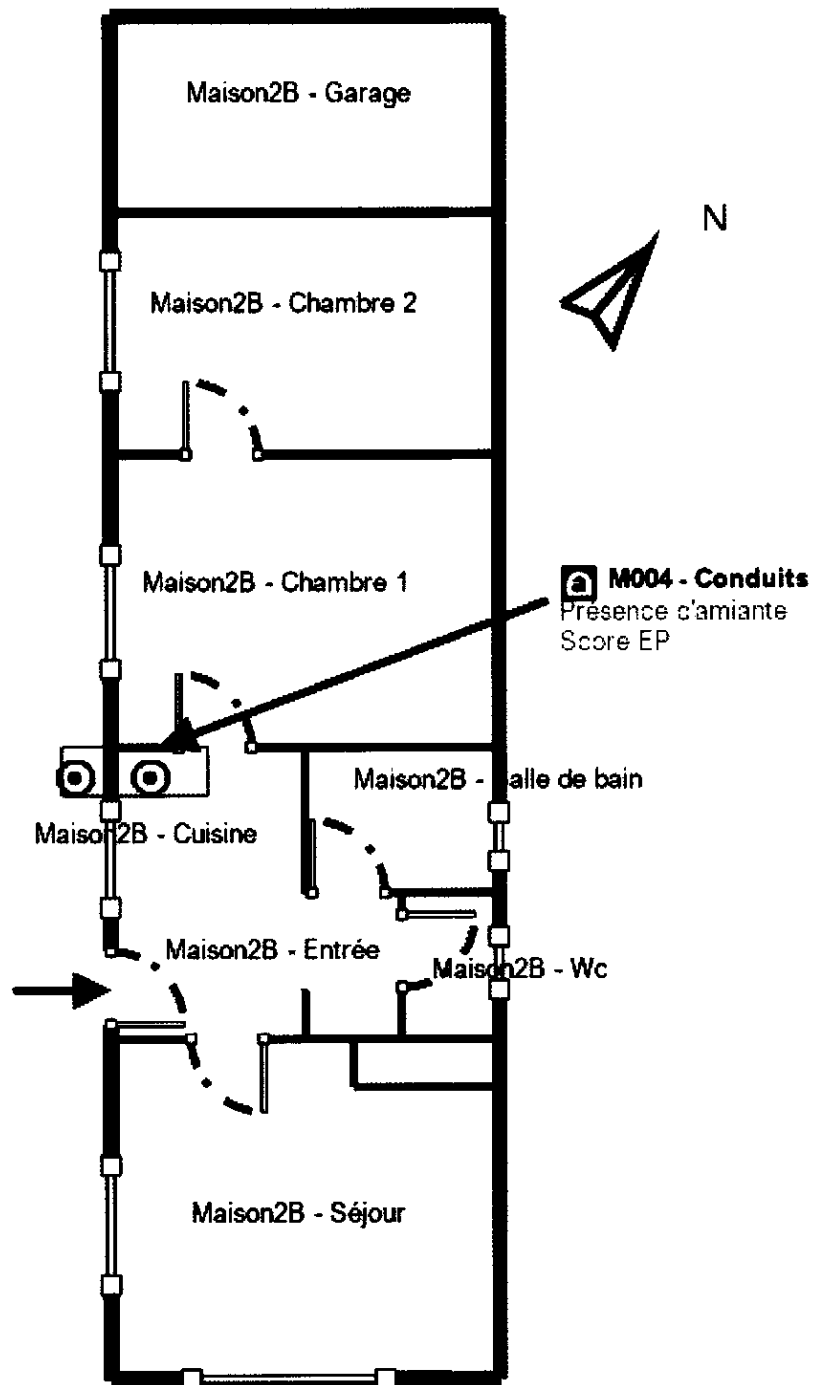 Maison2B - Garage
N
Maison2B - Chambre 2
Maison2B - Chambre 1
a M004 - Conduits
Présence d'amiante
Score EP
Maison2B - Salle de bain
Maison2B - Cuisine
Maison2B - Entrée
Maison2B - Wc
Maison2B - Séjour